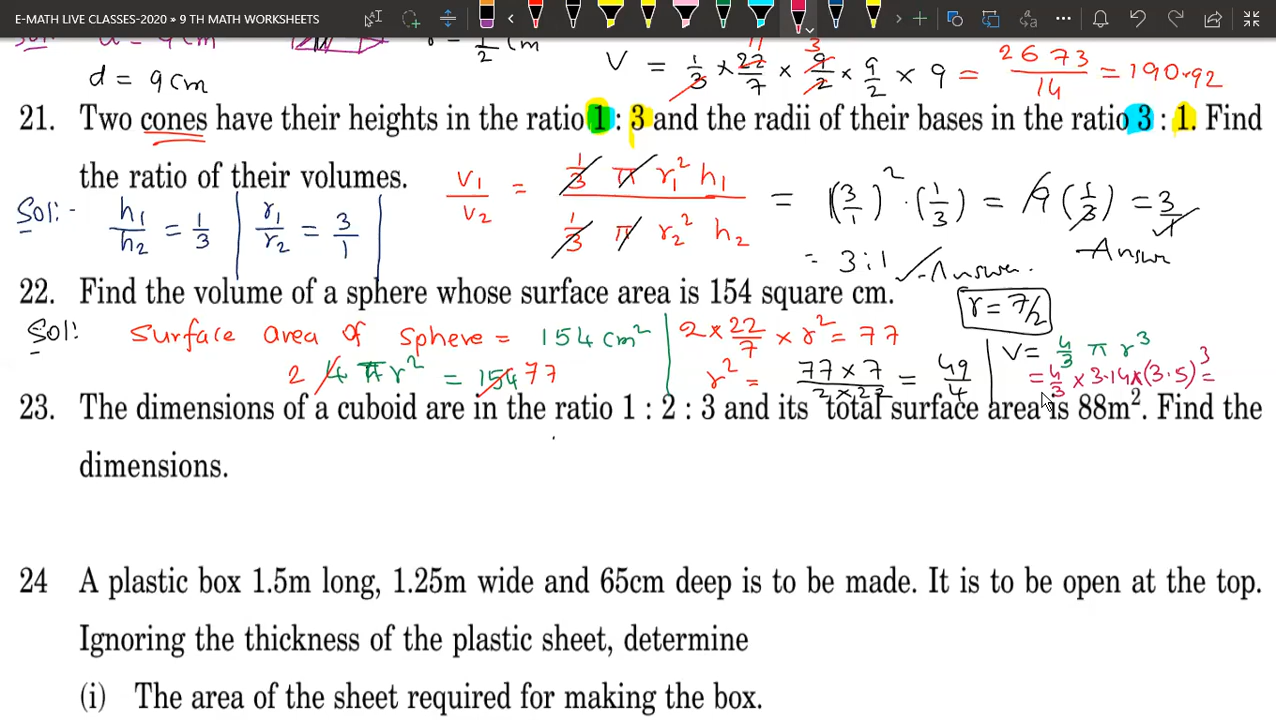 E-MATH LIVE CLASSES-2020 » 9 TH MATH WORKSHEETS
d = 9cm
1/2 cm
V = 1/3 × 22/7 × 9/2 × 9/2 × 9 = 2673/14 = 190.92
11 3
21. Two cones have their heights in the ratio 1 : 3 and the radii of their bases in the ratio 3 : 1. Find
the ratio of their volumes.
V1/V2 = 1/3 π r1² h1 / 1/3 π r2² h2 = (3/1)² · (1/3) = 9 (1/3) = 3/1
Sol:- h1/h2 = 1/3 | r1/r2 = 3/1 |
Answer
= 3:1 Answer.
22. Find the volume of a sphere whose surface area is 154 square cm.
r = 7/2
Sol: Surface area of sphere = 154 cm² | 2 × 22/7 × r² = 77
2 4 π r² = 154 77
r² = 77 × 7 / 2 × 22 = 49/4
V = 4/3 π r³
= 4/3 × 3.14 × (3.5)³ =
23. The dimensions of a cuboid are in the ratio 1 : 2 : 3 and its total surface area is 88m². Find the
dimensions.
24 A plastic box 1.5m long, 1.25m wide and 65cm deep is to be made. It is to be open at the top.
Ignoring the thickness of the plastic sheet, determine
(i) The area of the sheet required for making the box.